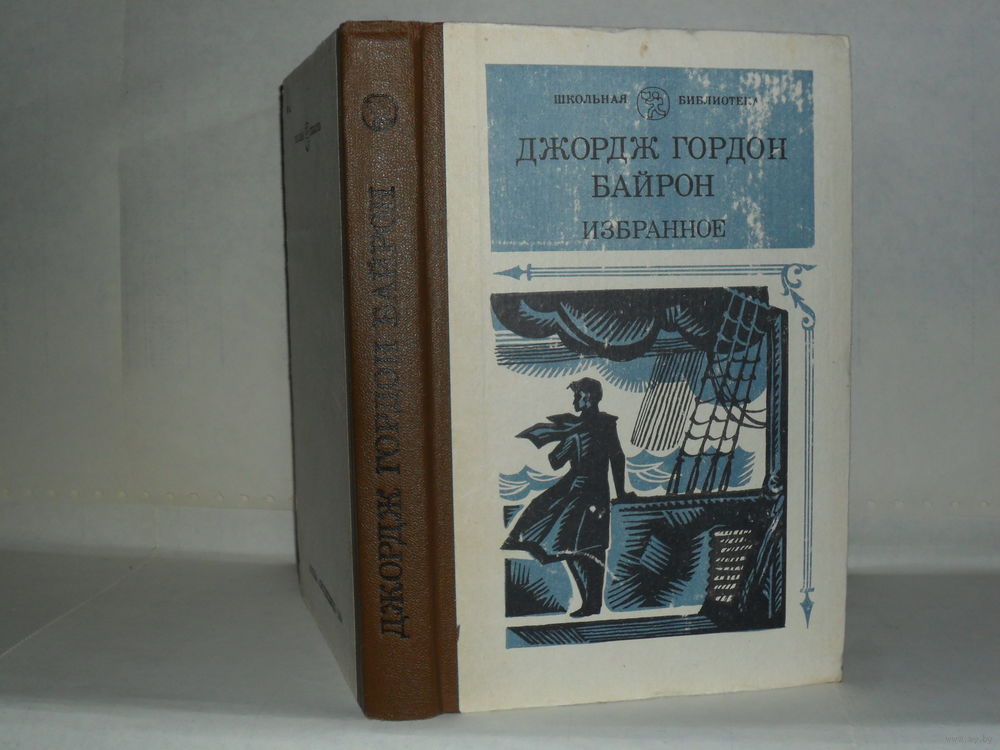 ШКОЛЬНАЯ БИБЛИОТЕКА
ДЖОРДЖ ГОРДОН
БАЙРОН
ИЗБРАННОЕ
ДЖОРДЖ ГОРДОН БАЙРОН